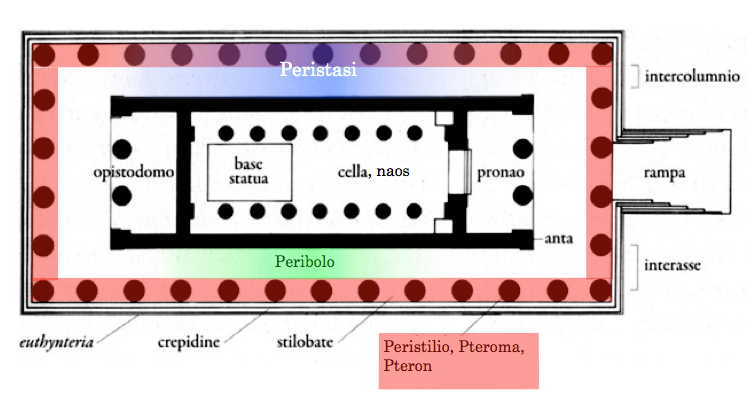 Peristasi
intercolumnio
opistodomo
base
statua
cella, naos
pronao
rampa
anta
Peribolo
interasse
euthynteria
crepidine
stilobate
Peristilio, Pteroma,
Pteron